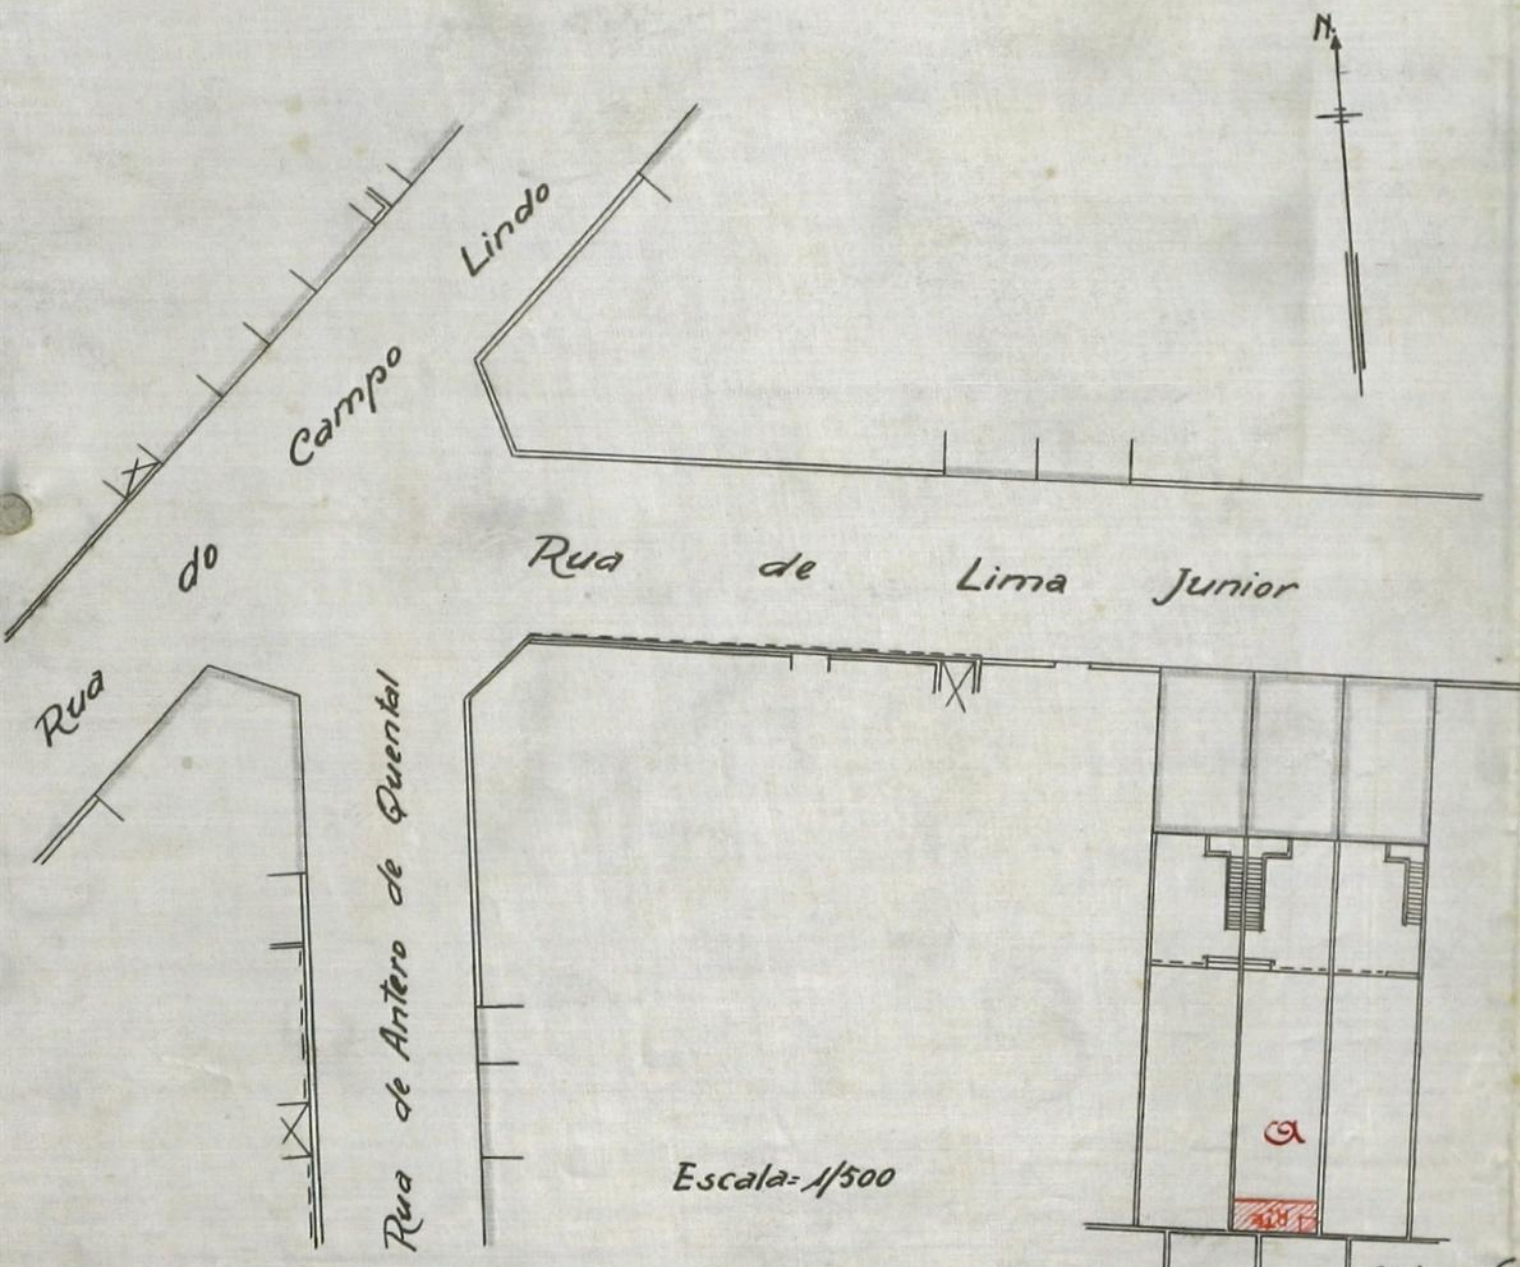 N.
Rua do Campo Lindo
Rua de Lima Junior
Rua de Antero de Quental
Escala=1/500
a